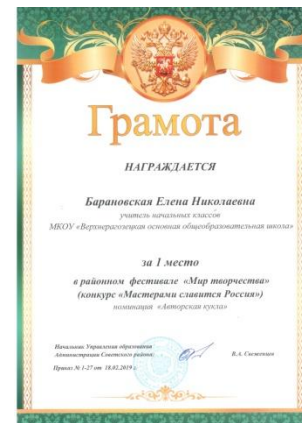 Грамота
НАГРАЖДАЕТСЯ
Барановская Елена Николаевна
учитель начальных классов
МКОУ «Верхнерагозецкая основная общеобразовательная школа»
за 1 место
в районном фестивале «Мир творчества»
(конкурс «Мастерами славится Россия»)
номинация «Авторская кукла»
Начальник Управления образования
Администрации Советского района
В.А.
Приказ № 1-27 от 18.02.2019 г.